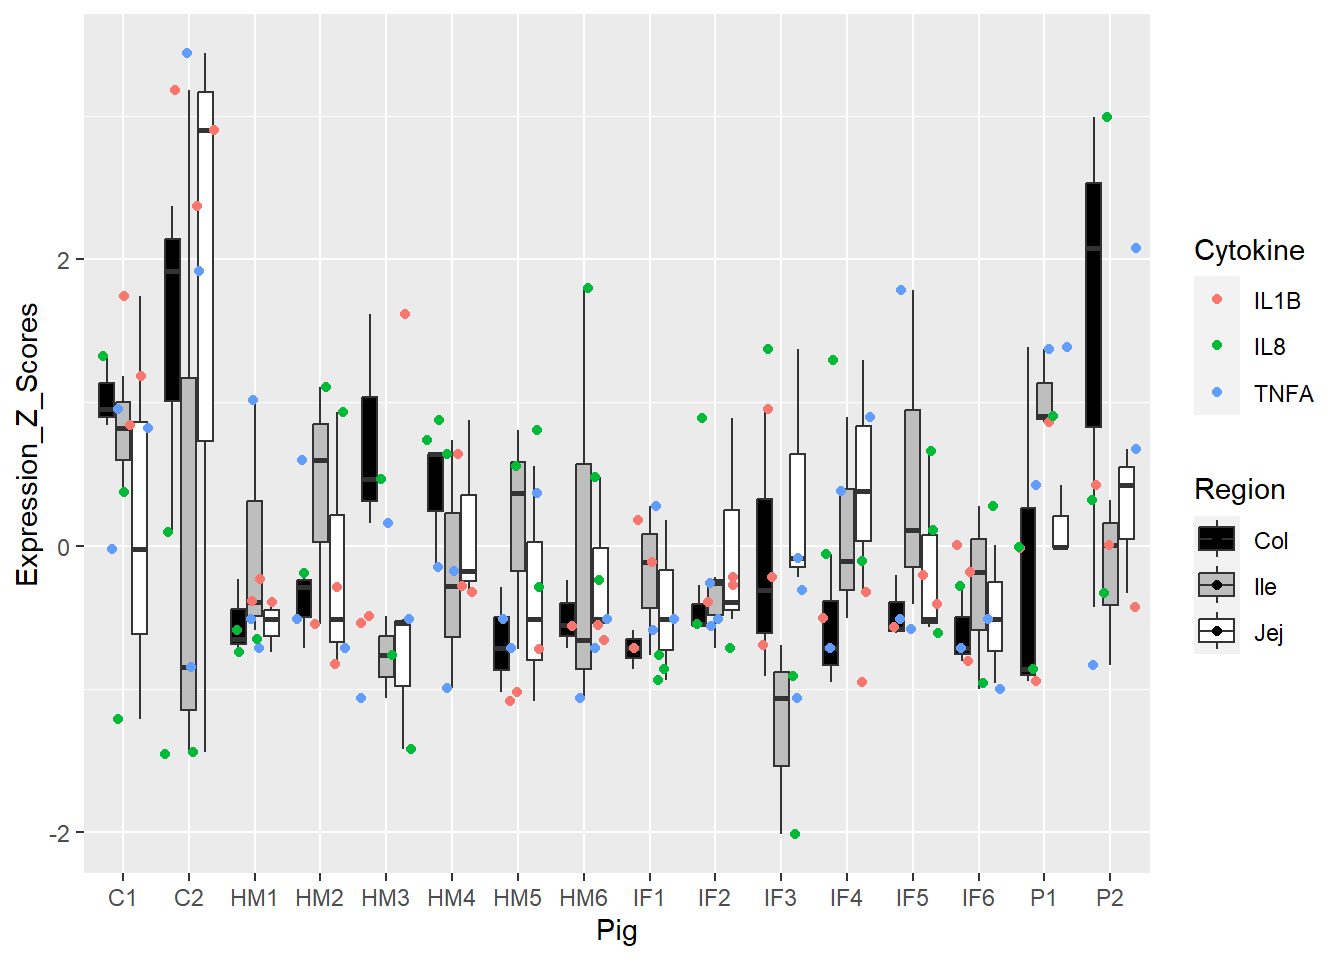 Expression_Z_Scores
2
0
-2
C1 C2 HM1 HM2 HM3 HM4 HM5 HM6 IF1 IF2 IF3 IF4 IF5 IF6 P1 P2
Pig
Cytokine
IL1B
IL8
TNFA
Region
Col
Ile
Jej